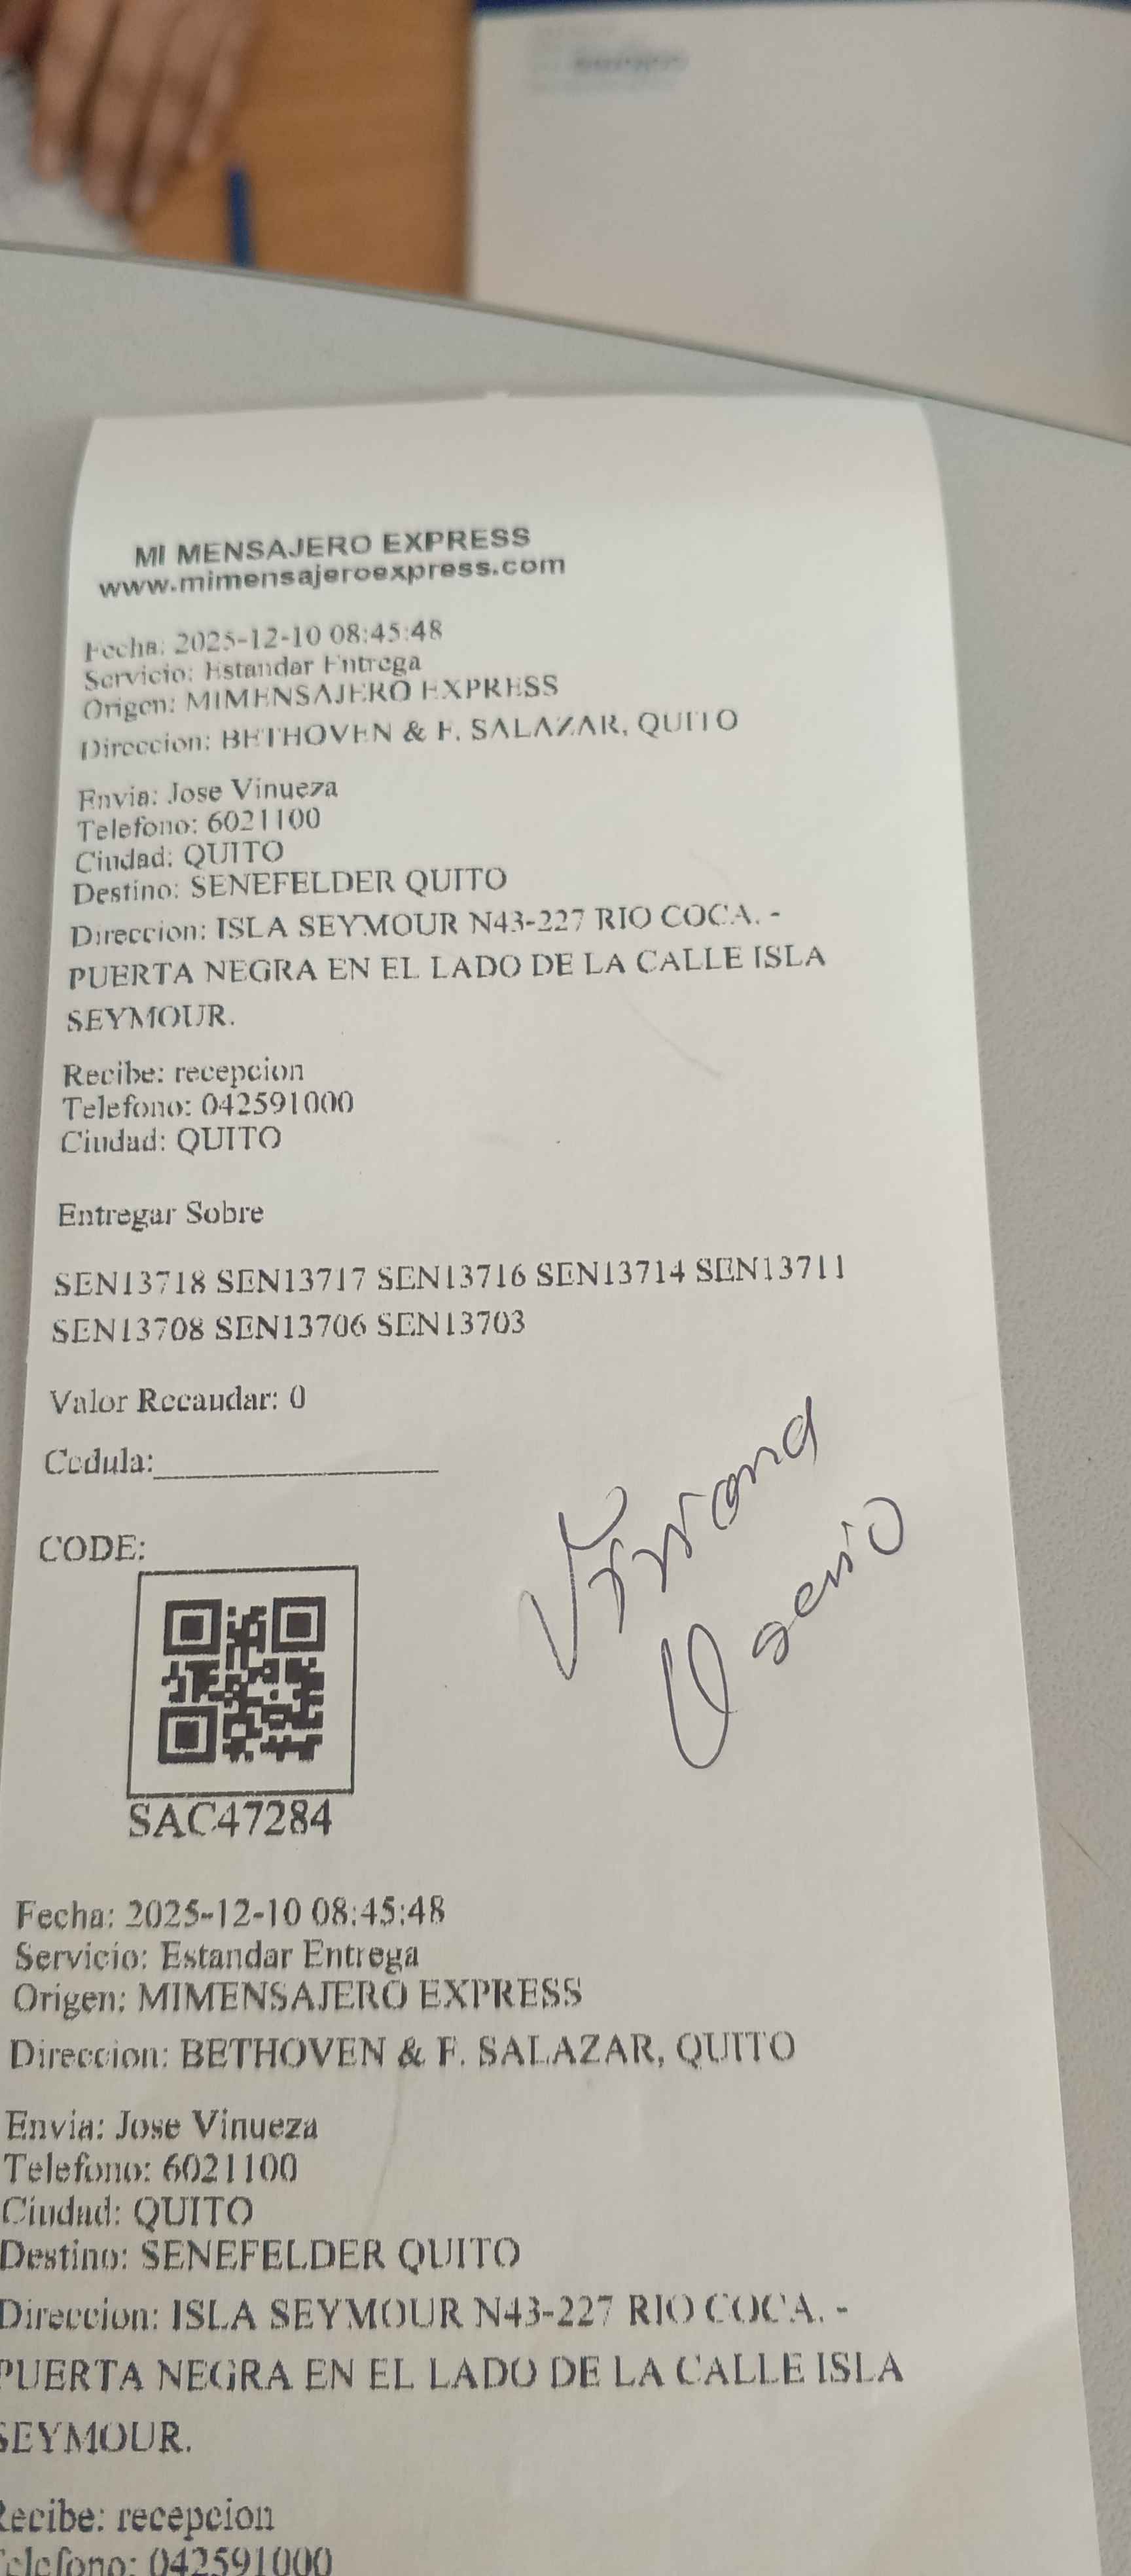 MI MENSAJERO EXPRESS
www.mimensajeroexpress.com
Fecha: 2025-12-10 08:45:48
Servicio: Estandar Entrega
Origen: MIMENSAJERO EXPRESS
Direccion: BETHOVEN & F. SALAZAR, QUITO
Envia: Jose Vinueza
Telefono: 6021100
Ciudad: QUITO
Destino: SENEFELDER QUITO
Direccion: ISLA SEYMOUR N43-227 RIO COCA. -
PUERTA NEGRA EN EL LADO DE LA CALLE ISLA
SEYMOUR.
Recibe: recepcion
Telefono: 042591000
Ciudad: QUITO
Entregar Sobre
SEN13718 SEN13717 SEN13716 SEN13714 SEN13711
SEN13708 SEN13706 SEN13703
Valor Recaudar: 0
Cedula:
CODE:
SAC47284
Fecha: 2025-12-10 08:45:48
Servicio: Estandar Entrega
Origen: MIMENSAJERO EXPRESS
Direccion: BETHOVEN & F. SALAZAR, QUITO
Envia: Jose Vinueza
Telefono: 6021100
Ciudad: QUITO
Destino: SENEFELDER QUITO
Direccion: ISLA SEYMOUR N43-227 RIO COCA. -
PUERTA NEGRA EN EL LADO DE LA CALLE ISLA
SEYMOUR.
Recibe: recepcion
Telefono: 042591000